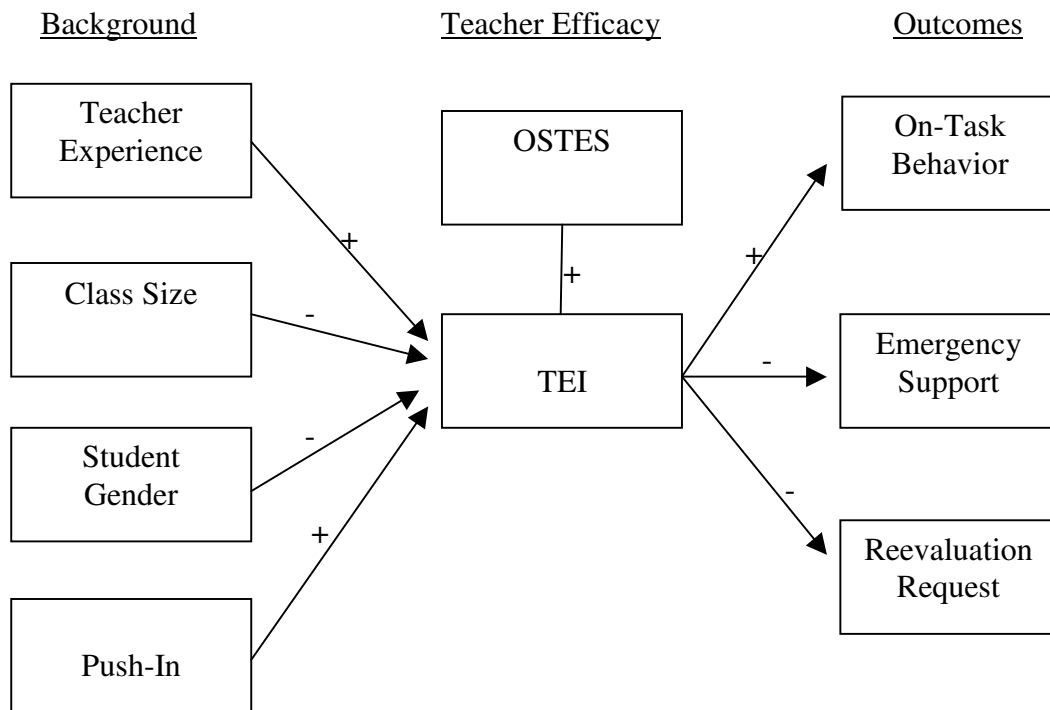 Background
Teacher Efficacy
Outcomes
Teacher
Experience
OSTES
On-Task
Behavior
+
+
+
Class Size
-
TEI
Emergency
Support
-
Student
Gender
-
+
-
Reevaluation
Request
Push-In